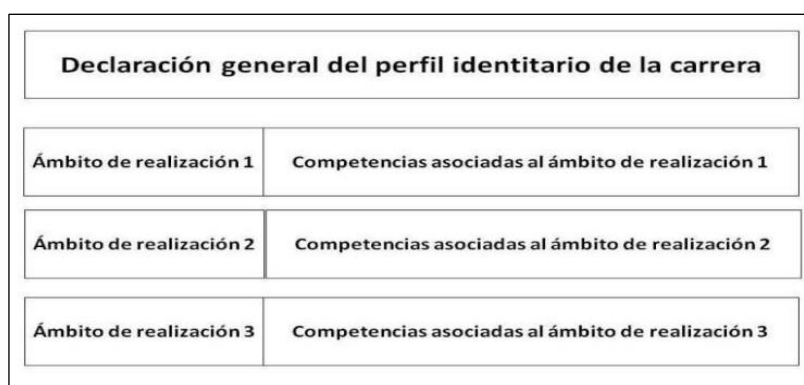 Declaración general del perfil identitario de la carrera
Ámbito de realización 1
Competencias asociadas al ámbito de realización 1
Ámbito de realización 2
Competencias asociadas al ámbito de realización 2
Ámbito de realización 3
Competencias asociadas al ámbito de realización 3